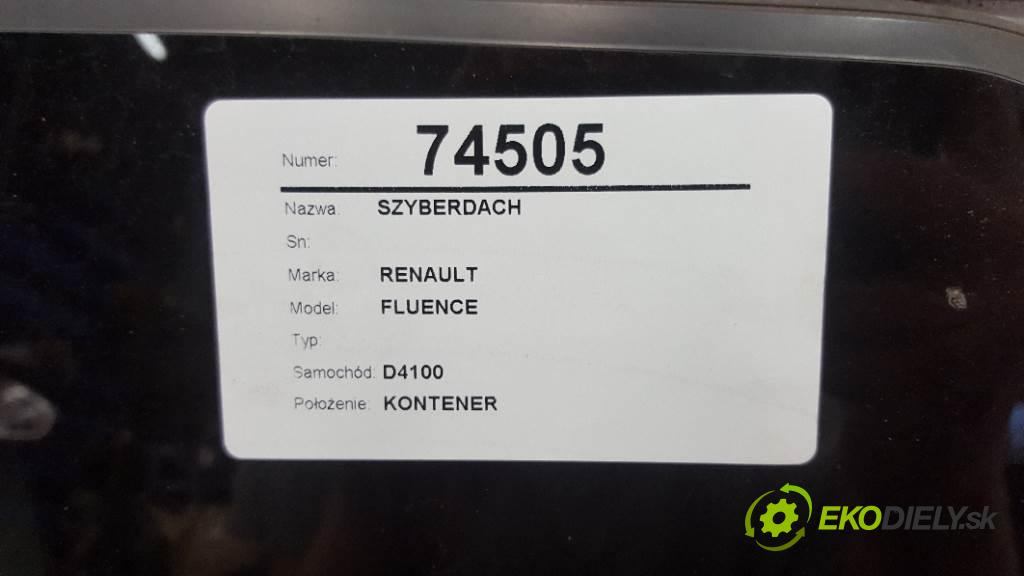 Numer: 74505
Nazwa: SZYBERDACH
Sn:
Marka: RENAULT
Model: FLUENCE
Typ:
Samochód: D4100
Położenie: KONTENER
EKODIELY.sk